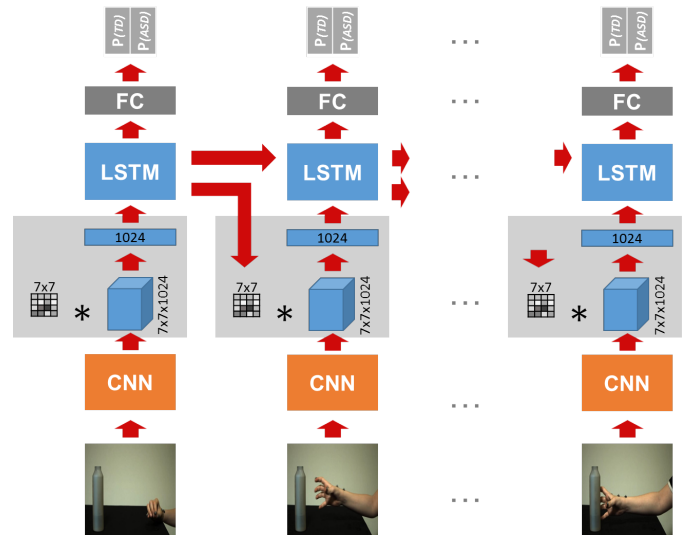 P(TD) P(ASD) P(TD) P(ASD) ... P(TD) P(ASD)
FC FC ... FC
LSTM LSTM ... LSTM
1024 1024 1024
7x7 * 7x7x1024 7x7 * 7x7x1024 ... 7x7 * 7x7x1024
CNN CNN ... CNN
...